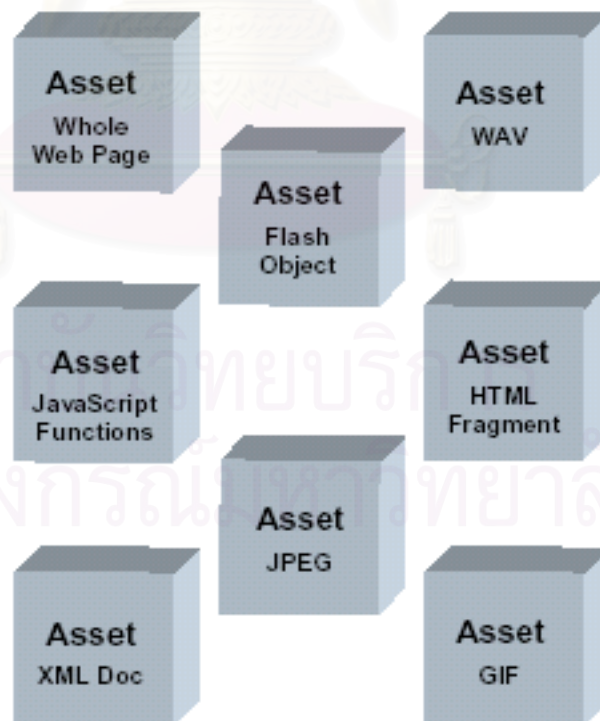 Asset
Whole
Web Page
Asset
WAV
Asset
Flash
Object
Asset
JavaScript
Functions
Asset
HTML
Fragment
Asset
JPEG
Asset
XML Doc
Asset
GIF